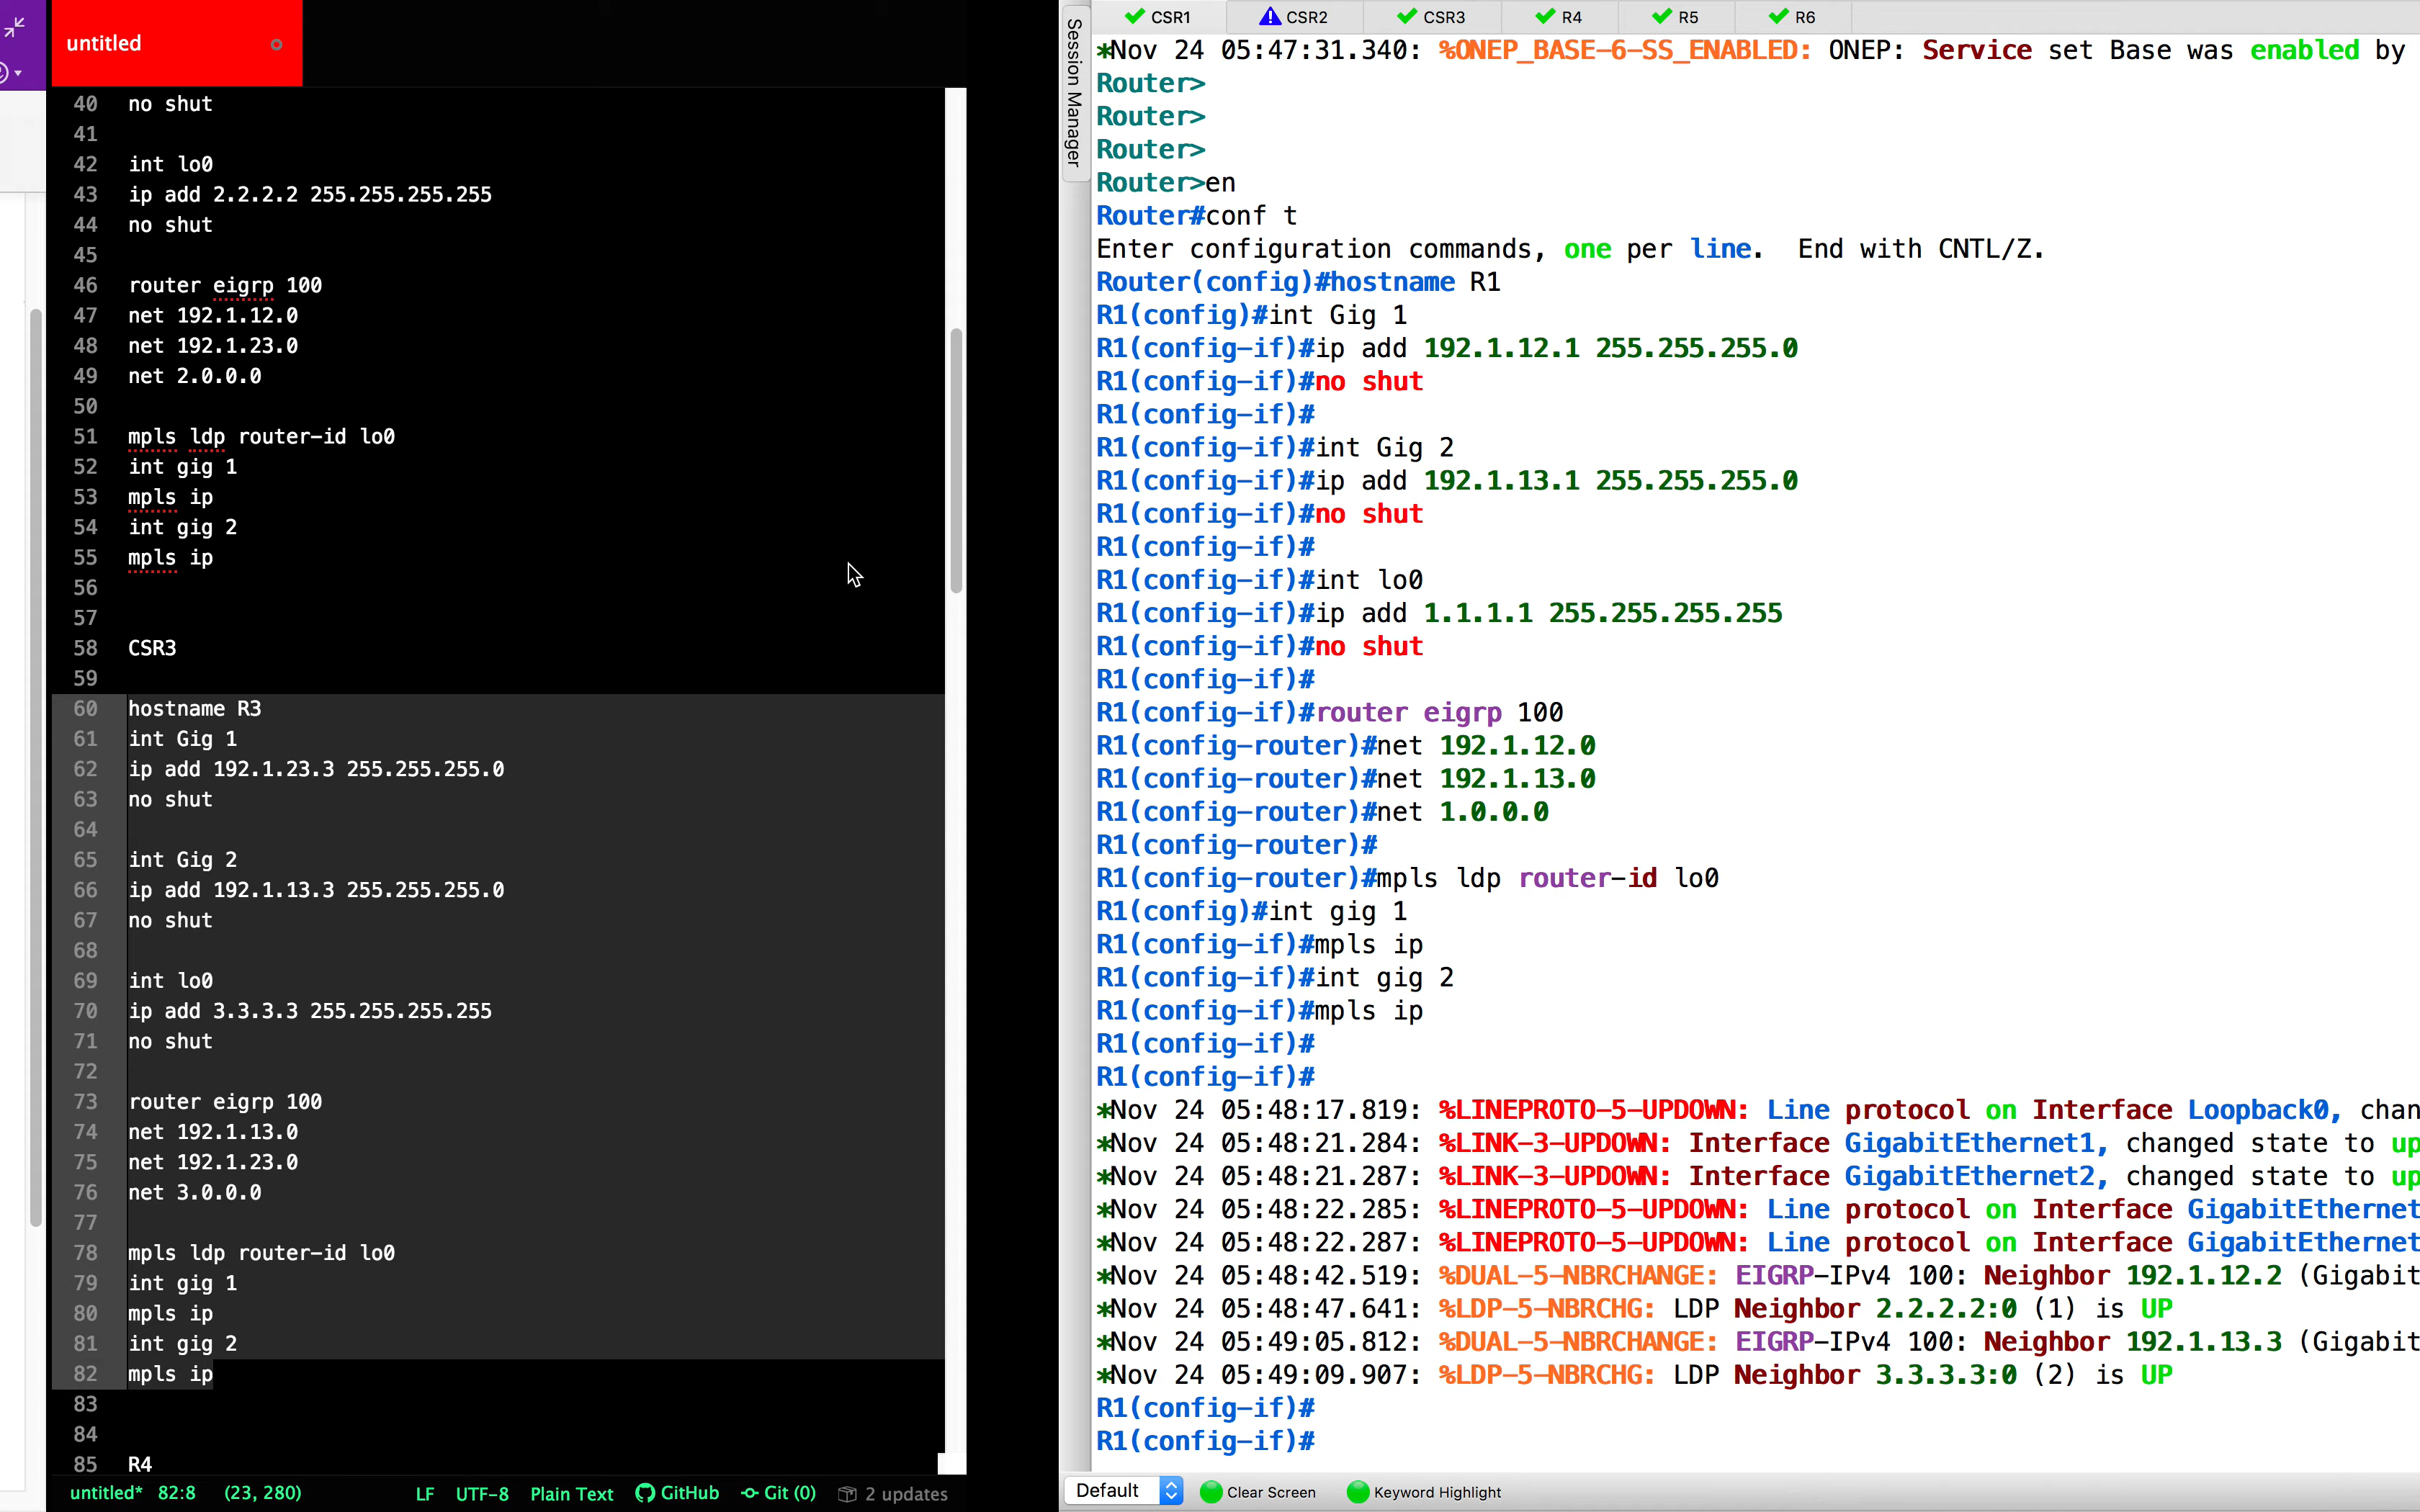 untitled
40 no shut
41
42 int lo0
43 ip add 2.2.2.2 255.255.255.255
44 no shut
45
46 router eigrp 100
47 net 192.1.12.0
48 net 192.1.23.0
49 net 2.0.0.0
50
51 mpls ldp router-id lo0
52 int gig 1
53 mpls ip
54 int gig 2
55 mpls ip
56
57
58 CSR3
59
60 hostname R3
61 int Gig 1
62 ip add 192.1.23.3 255.255.255.0
63 no shut
64
65 int Gig 2
66 ip add 192.1.13.3 255.255.255.0
67 no shut
68
69 int lo0
70 ip add 3.3.3.3 255.255.255.255
71 no shut
72
73 router eigrp 100
74 net 192.1.13.0
75 net 192.1.23.0
76 net 3.0.0.0
77
78 mpls ldp router-id lo0
79 int gig 1
80 mpls ip
81 int gig 2
82 mpls ip
83
84
85 R4
untitled* 82:8 (23, 280) LF UTF-8 Plain Text GitHub Git (0) 2 updates
Session Manager
CSR1 CSR2 CSR3 R4 R5 R6
*Nov 24 05:47:31.340: %ONEP_BASE-6-SS_ENABLED: ONEP: Service set Base was enabled by
Router>
Router>
Router>
Router>en
Router#conf t
Enter configuration commands, one per line. End with CNTL/Z.
Router(config)#hostname R1
R1(config)#int Gig 1
R1(config-if)#ip add 192.1.12.1 255.255.255.0
R1(config-if)#no shut
R1(config-if)#
R1(config-if)#int Gig 2
R1(config-if)#ip add 192.1.13.1 255.255.255.0
R1(config-if)#no shut
R1(config-if)#
R1(config-if)#int lo0
R1(config-if)#ip add 1.1.1.1 255.255.255.255
R1(config-if)#no shut
R1(config-if)#
R1(config-if)#router eigrp 100
R1(config-router)#net 192.1.12.0
R1(config-router)#net 192.1.13.0
R1(config-router)#net 1.0.0.0
R1(config-router)#
R1(config-router)#mpls ldp router-id lo0
R1(config)#int gig 1
R1(config-if)#mpls ip
R1(config-if)#int gig 2
R1(config-if)#mpls ip
R1(config-if)#
R1(config-if)#
*Nov 24 05:48:17.819: %LINEPROTO-5-UPDOWN: Line protocol on Interface Loopback0, chan
*Nov 24 05:48:21.284: %LINK-3-UPDOWN: Interface GigabitEthernet1, changed state to up
*Nov 24 05:48:21.287: %LINK-3-UPDOWN: Interface GigabitEthernet2, changed state to up
*Nov 24 05:48:22.285: %LINEPROTO-5-UPDOWN: Line protocol on Interface GigabitEthernet
*Nov 24 05:48:22.287: %LINEPROTO-5-UPDOWN: Line protocol on Interface GigabitEthernet
*Nov 24 05:48:42.519: %DUAL-5-NBRCHANGE: EIGRP-IPv4 100: Neighbor 192.1.12.2 (Gigabit
*Nov 24 05:48:47.641: %LDP-5-NBRCHG: LDP Neighbor 2.2.2.2:0 (1) is UP
*Nov 24 05:49:05.812: %DUAL-5-NBRCHANGE: EIGRP-IPv4 100: Neighbor 192.1.13.3 (Gigabit
*Nov 24 05:49:09.907: %LDP-5-NBRCHG: LDP Neighbor 3.3.3.3:0 (2) is UP
R1(config-if)#
R1(config-if)#
Default Clear Screen Keyword Highlight